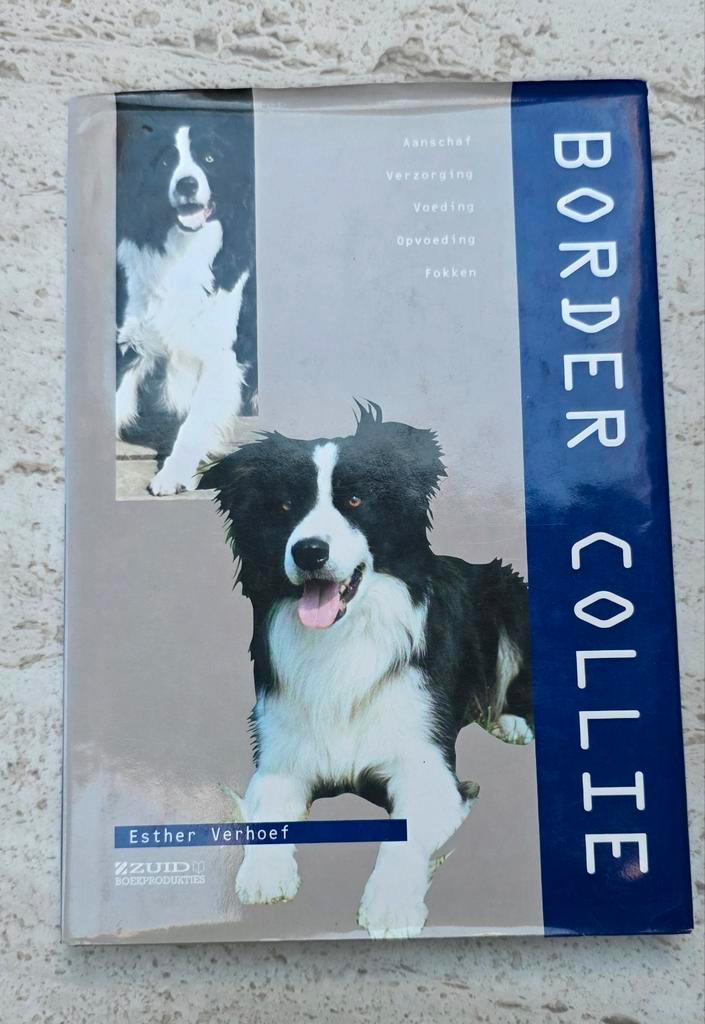 Aanschaf
Verzorging
Voeding
Opvoeding
Fokken
BORDER COLLIE
Esther Verhoef
ZUID
BOEKPRODUKTIES